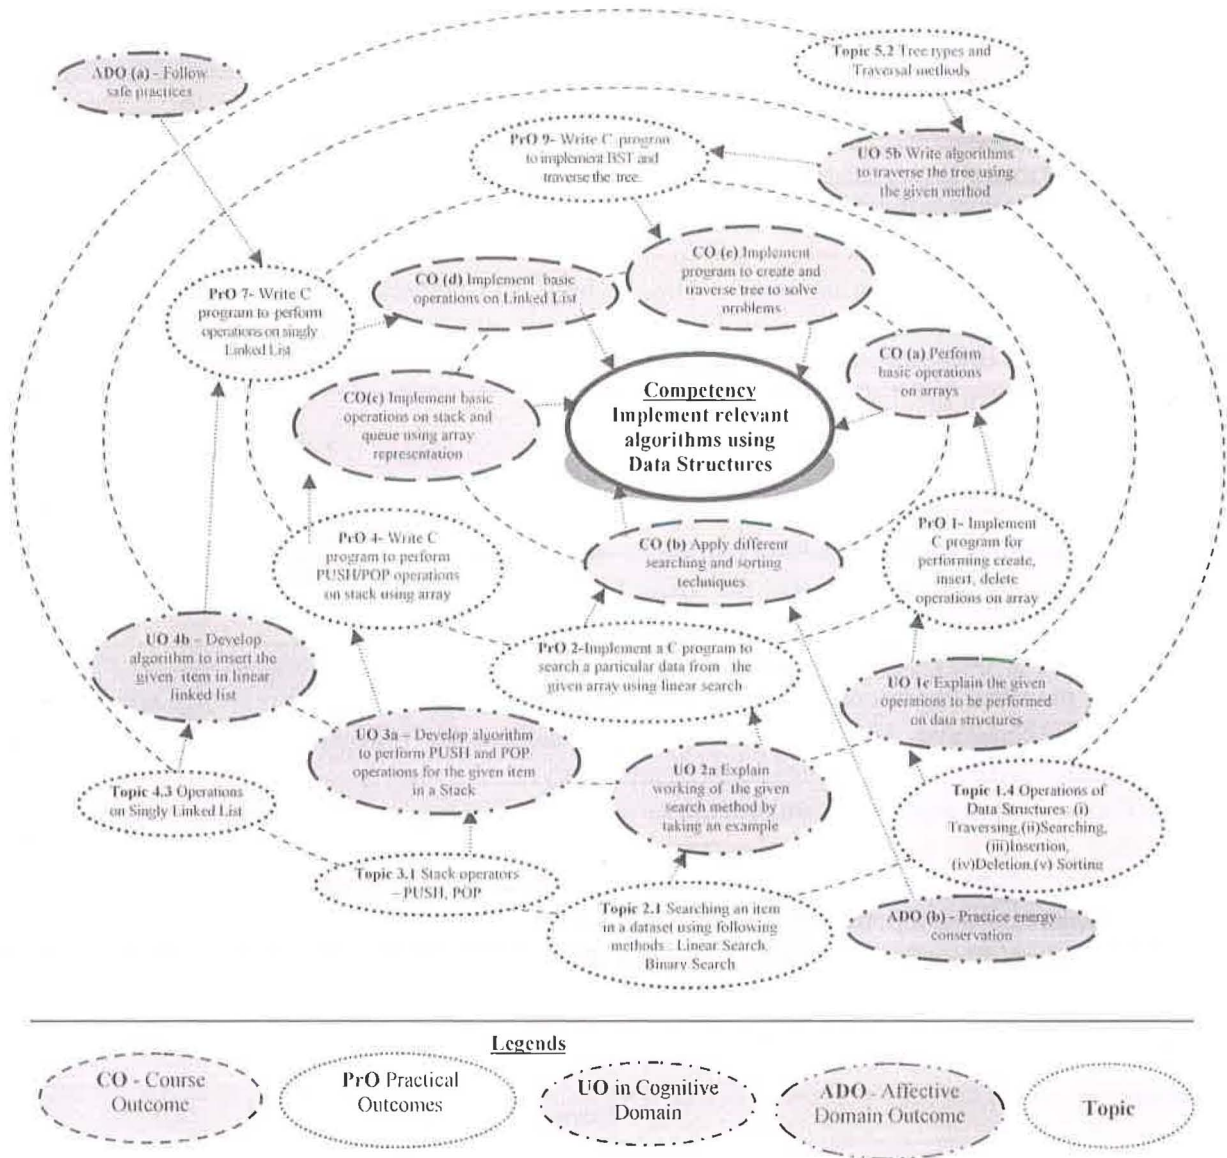 Topic 5.2 Tree types and
Traversal methods
ADO (a) - Follow
safe practices
PrO 9- Write C program
to implement BST and
traverse the tree.
UO 5b Write algorithms
to traverse the tree using
the given method
CO (e) Implement
program to create and
traverse tree to solve
problems
CO (d) Implement basic
operations on Linked List
PrO 7- Write C
program to perform
operations on singly
Linked List
CO (a) Perform
basic operations
on arrays
Competency
Implement relevant
algorithms using
Data Structures
CO(c) Implement basic
operations on stack and
queue using array
representation
PrO 4- Write C
program to perform
PUSH/POP operations
on stack using array
CO (b) Apply different
searching and sorting
techniques
PrO 1- Implement
C program for
performing create,
insert, delete
operations on array
UO 4b – Develop
algorithm to insert the
given item in linear
linked list
PrO 2-Implement a C program to
search a particular data from the
given array using linear search
UO 1c Explain the given
operations to be performed
on data structures
UO 3a – Develop algorithm
to perform PUSH and POP
operations for the given item
in a Stack
UO 2a Explain
working of the given
search method by
taking an example
Topic 4.3 Operations
on Singly Linked List
Topic 1.4 Operations of
Data Structures: (i)
Traversing,(ii)Searching,
(iii)Insertion,
(iv)Deletion,(v) Sorting
Topic 3.1 Stack operators
–PUSH, POP
Topic 2.1 Searching an item
in a dataset using following
methods : Linear Search,
Binary Search
ADO (b) - Practice energy
conservation
Legends
CO - Course
Outcome
PrO Practical
Outcomes
UO in Cognitive
Domain
ADO - Affective
Domain Outcome
Topic